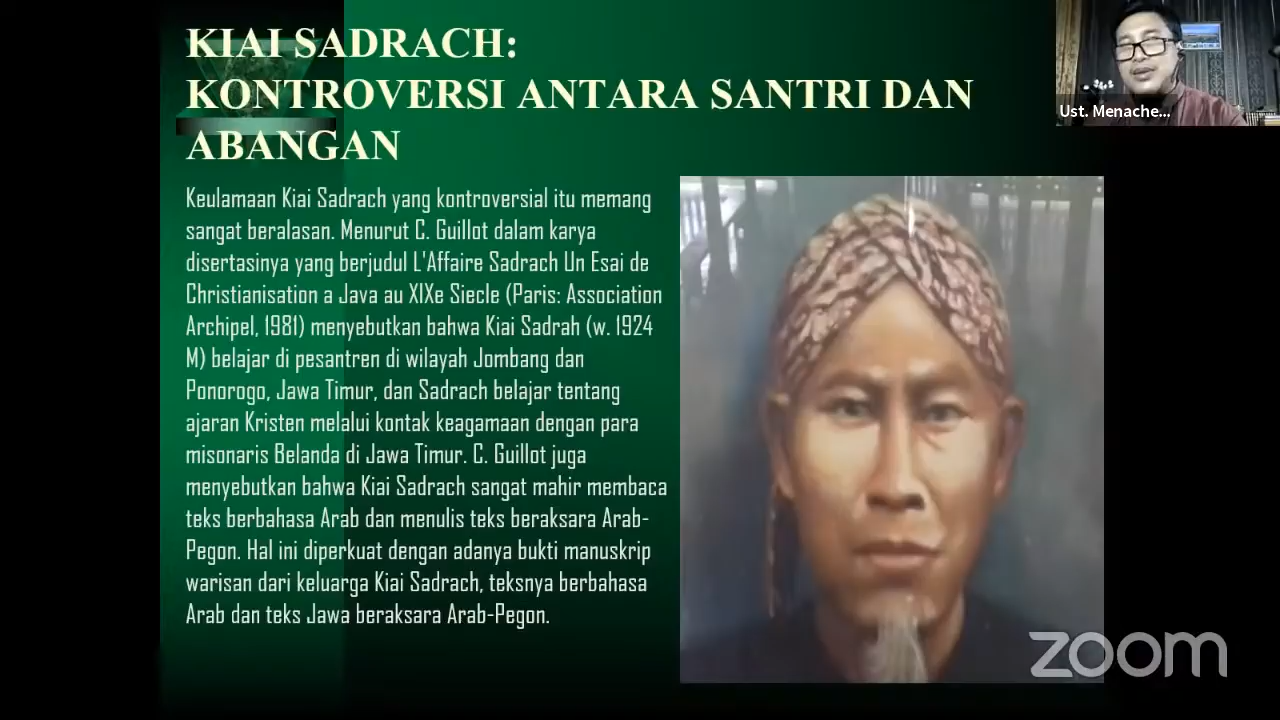 KIAI SADRACH:
KONTROVERSI ANTARA SANTRI DAN
ABANGAN
Ust. Menache...
Keulamaan Kiai Sadrach yang kontroversial itu memang
sangat beralasan. Menurut C. Guillot dalam karya
disertasinya yang berjudul L'Affaire Sadrach Un Esai de
Christianisation a Java au XIXe Siecle (Paris: Association
Archipel, 1981) menyebutkan bahwa Kiai Sadrah (w. 1924
M) belajar di pesantren di wilayah Jombang dan
Ponorogo, Jawa Timur, dan Sadrach belajar tentang
ajaran Kristen melalui kontak keagamaan dengan para
misonaris Belanda di Jawa Timur. C. Guillot juga
menyebutkan bahwa Kiai Sadrach sangat mahir membaca
teks berbahasa Arab dan menulis teks beraksara Arab-
Pegon. Hal ini diperkuat dengan adanya bukti manuskrip
warisan dari keluarga Kiai Sadrach, teksnya berbahasa
Arab dan teks Jawa beraksara Arab-Pegon.
zoom